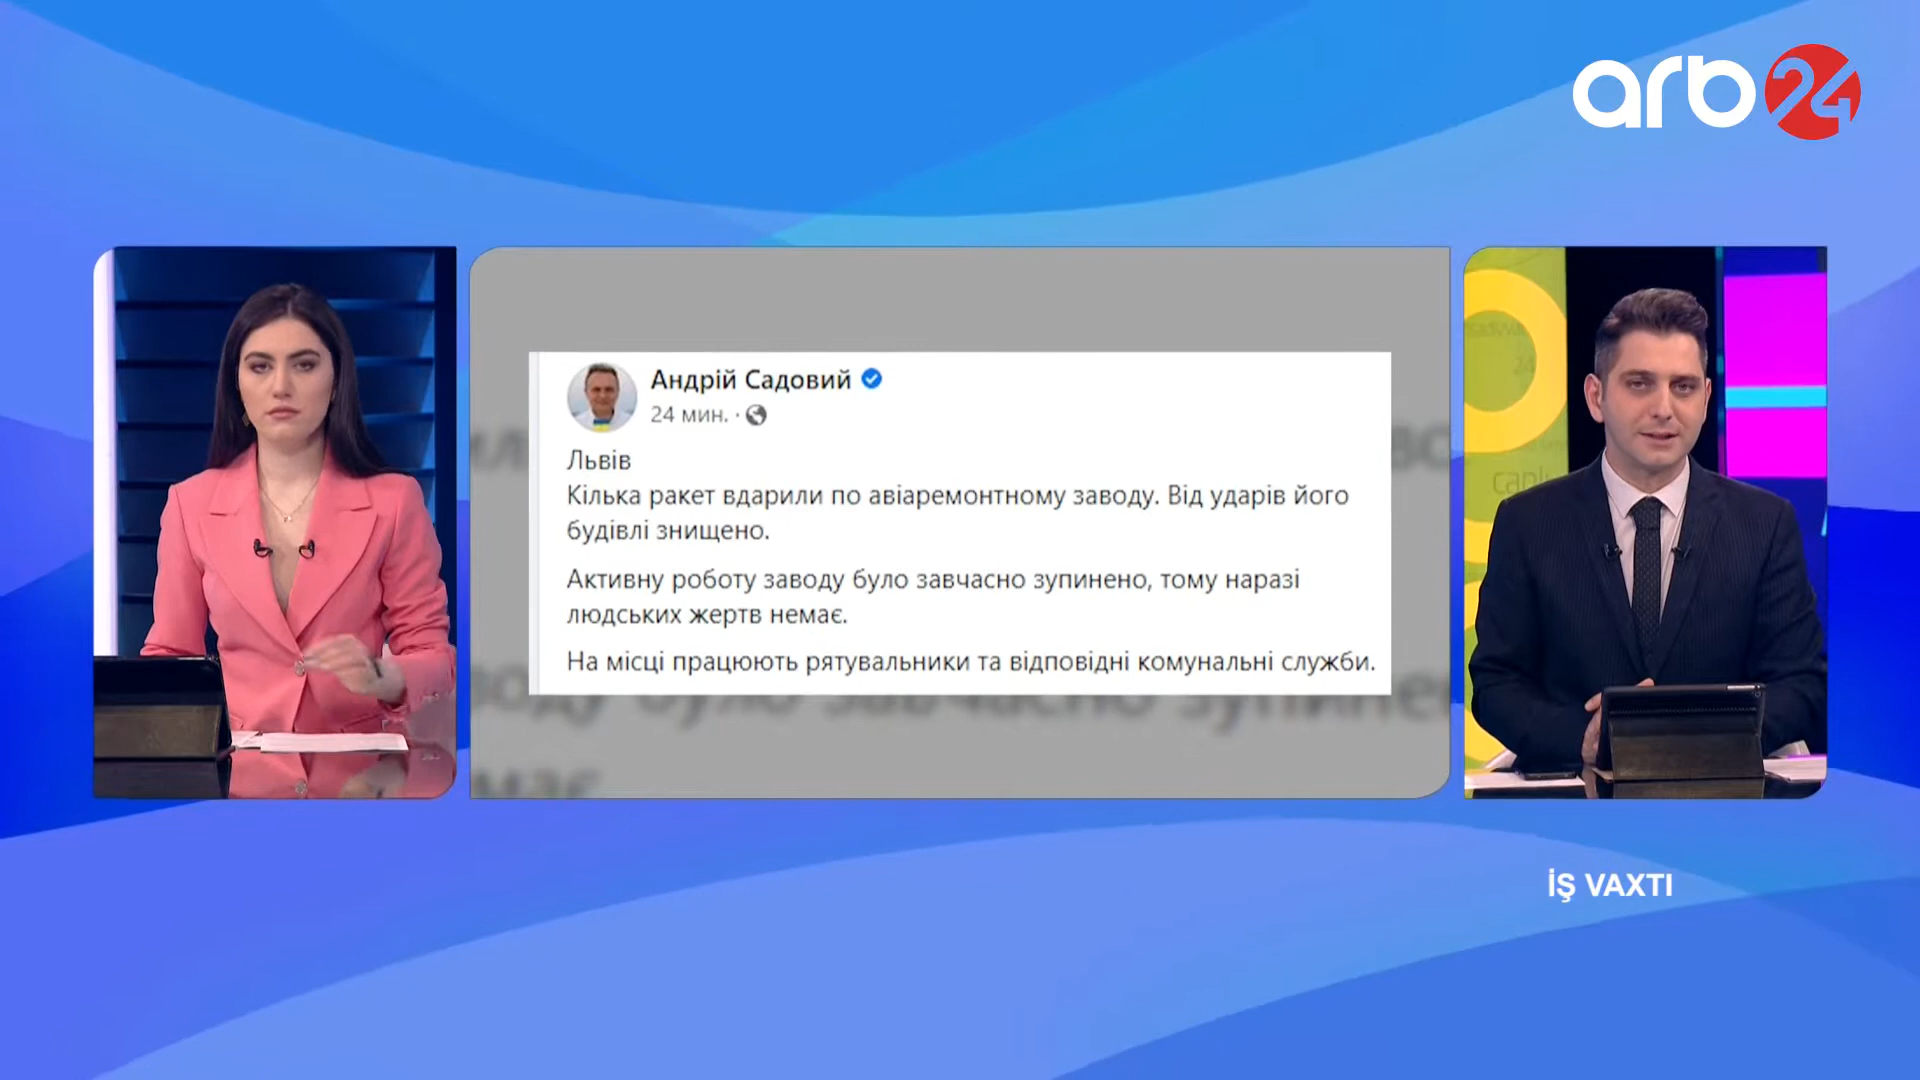 arb24
Андрій Садовий
24 мин. ·
Львів
Кілька ракет вдарили по авіаремонтному заводу. Від ударів його
будівлі знищено.
Активну роботу заводу було завчасно зупинено, тому наразі
людських жертв немає.
На місці працюють рятувальники та відповідні комунальні служби.
İŞ VAXTI